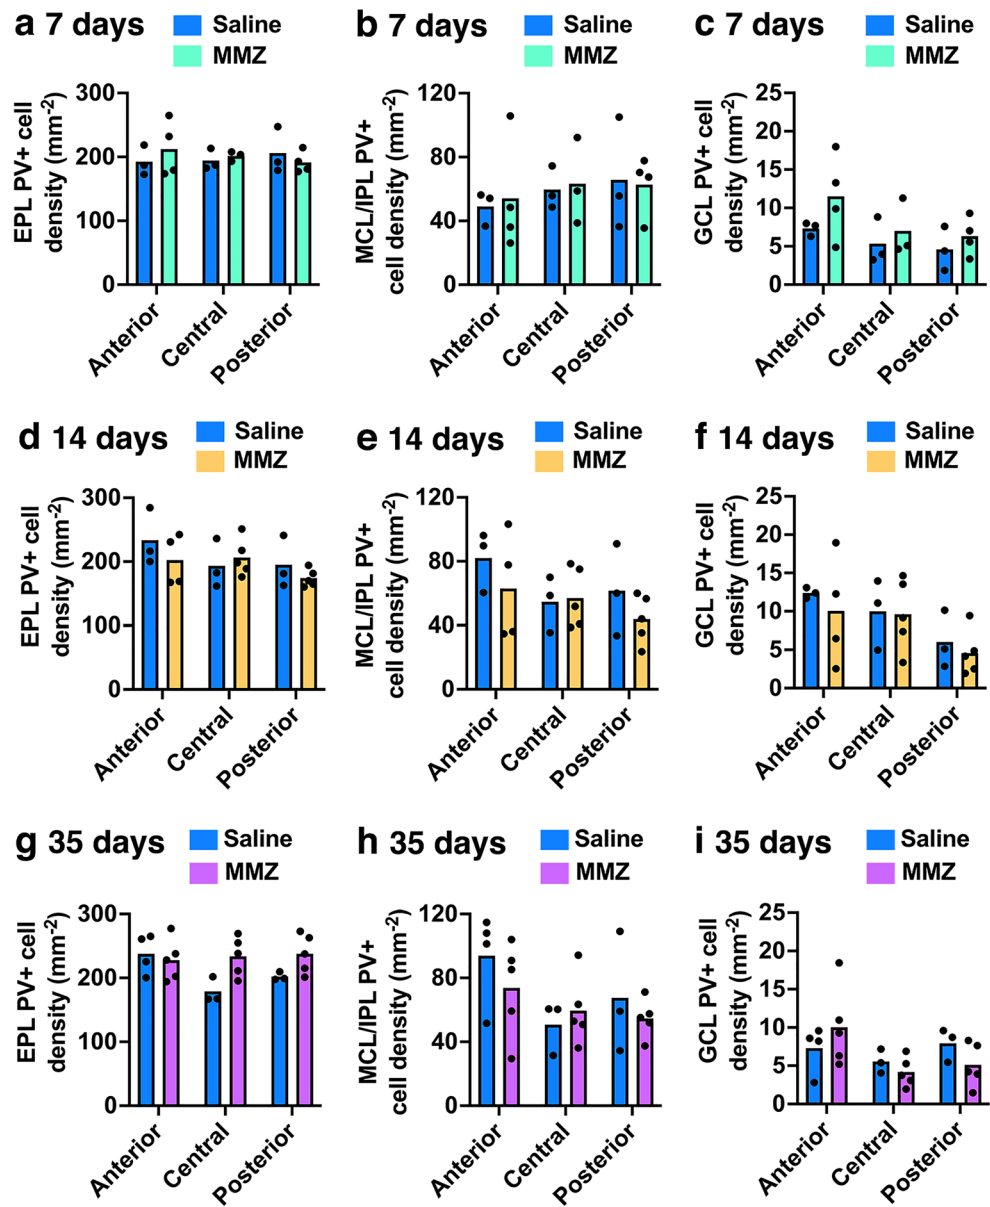 a 7 days
Saline
MMZ
EPL PV+ cell
density (mm-2)
300
200
100
0
Anterior
Central
Posterior
b 7 days
Saline
MMZ
MCL/IPL PV+
cell density (mm-2)
120
80
40
0
Anterior
Central
Posterior
c 7 days
Saline
MMZ
GCL PV+ cell
density (mm-2)
25
20
15
10
5
0
Anterior
Central
Posterior
d 14 days
Saline
MMZ
EPL PV+ cell
density (mm-2)
300
200
100
0
Anterior
Central
Posterior
e 14 days
Saline
MMZ
MCL/IPL PV+
cell density (mm-2)
120
80
40
0
Anterior
Central
Posterior
f 14 days
Saline
MMZ
GCL PV+ cell
density (mm-2)
25
20
15
10
5
0
Anterior
Central
Posterior
g 35 days
Saline
MMZ
EPL PV+ cell
density (mm-2)
300
200
100
0
Anterior
Central
Posterior
h 35 days
Saline
MMZ
MCL/IPL PV+
cell density (mm-2)
120
80
40
0
Anterior
Central
Posterior
i 35 days
Saline
MMZ
GCL PV+ cell
density (mm-2)
25
20
15
10
5
0
Anterior
Central
Posterior